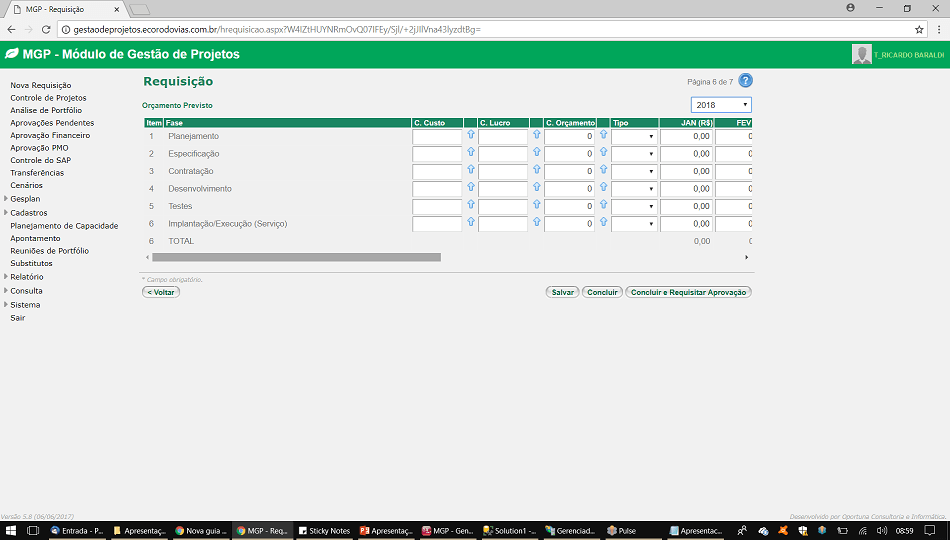 MGP - Requisição
gestaodeprojetos.ecorodovias.com.br/hrequisicao.aspx?W4lZtHUYNRmOvQ07lFEy/Sjl/+2jJllVna43lyzdtBg=
MGP - Módulo de Gestão de Projetos
T_RICARDO BARALDI
Nova Requisição
Controle de Projetos
Análise de Portfólio
Aprovações Pendentes
Aprovação Financeiro
Aprovação PMO
Controle do SAP
Transferências
Cenários
Gesplan
Cadastros
Planejamento de Capacidade
Apontamento
Reuniões de Portfólio
Substitutos
Relatório
Consulta
Sistema
Sair
Requisição
Página 6 de 7
Orçamento Previsto
2018
Item Fase C. Custo C. Lucro C. Orçamento Tipo JAN (R$) FEV
1 Planejamento 0 0,00 0
2 Especificação 0 0,00 0
3 Contratação 0 0,00 0
4 Desenvolvimento 0 0,00 0
5 Testes 0 0,00 0
6 Implantação/Execução (Serviço) 0 0,00 0
6 TOTAL 0,00 0
* Campo obrigatório.
< Voltar Salvar Concluir Concluir e Requisitar Aprovação
Versão 5.8 (06/06/2017)
Desenvolvido por Oportuna Consultoria e Informática.
Entrada - P... Apresentaç... Nova guia ... MGP - Req... Sticky Notes Apresentaç... MGP - Gen... Solution1 - ... Gerenciad... Pulse Apresentac... 08:59